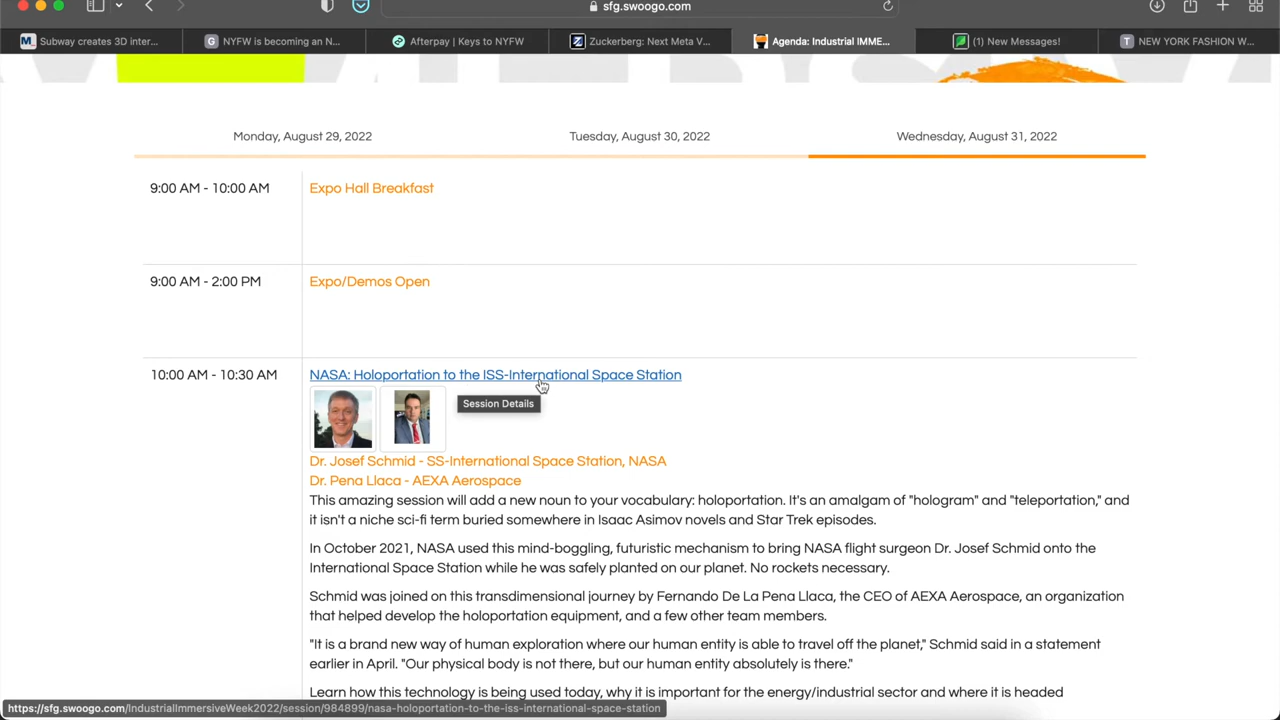 sfg.swoogo.com
Subway creates 3D inter...
NYFW is becoming an N...
Afterpay | Keys to NYFW
Zuckerberg: Next Meta V...
Agenda: Industrial IMME...
(1) New Messages!
NEW YORK FASHION W...
Monday, August 29, 2022
Tuesday, August 30, 2022
Wednesday, August 31, 2022
9:00 AM - 10:00 AM
Expo Hall Breakfast
9:00 AM - 2:00 PM
Expo/Demos Open
10:00 AM - 10:30 AM
NASA: Holoportation to the ISS-International Space Station
Session Details
Dr. Josef Schmid - SS-International Space Station, NASA
Dr. Pena Llaca - AEXA Aerospace
This amazing session will add a new noun to your vocabulary: holoportation. It's an amalgam of "hologram" and "teleportation," and
it isn't a niche sci-fi term buried somewhere in Isaac Asimov novels and Star Trek episodes.
In October 2021, NASA used this mind-boggling, futuristic mechanism to bring NASA flight surgeon Dr. Josef Schmid onto the
International Space Station while he was safely planted on our planet. No rockets necessary.
Schmid was joined on this transdimensional journey by Fernando De La Pena Llaca, the CEO of AEXA Aerospace, an organization
that helped develop the holoportation equipment, and a few other team members.
"It is a brand new way of human exploration where our human entity is able to travel off the planet," Schmid said in a statement
earlier in April. "Our physical body is not there, but our human entity absolutely is there."
Learn how this technology is being used today, why it is important for the energy/industrial sector and where it is headed
https://sfg.swoogo.com/IndustrialImmersiveWeek2022/session/984899/nasa-holoportation-to-the-iss-international-space-station